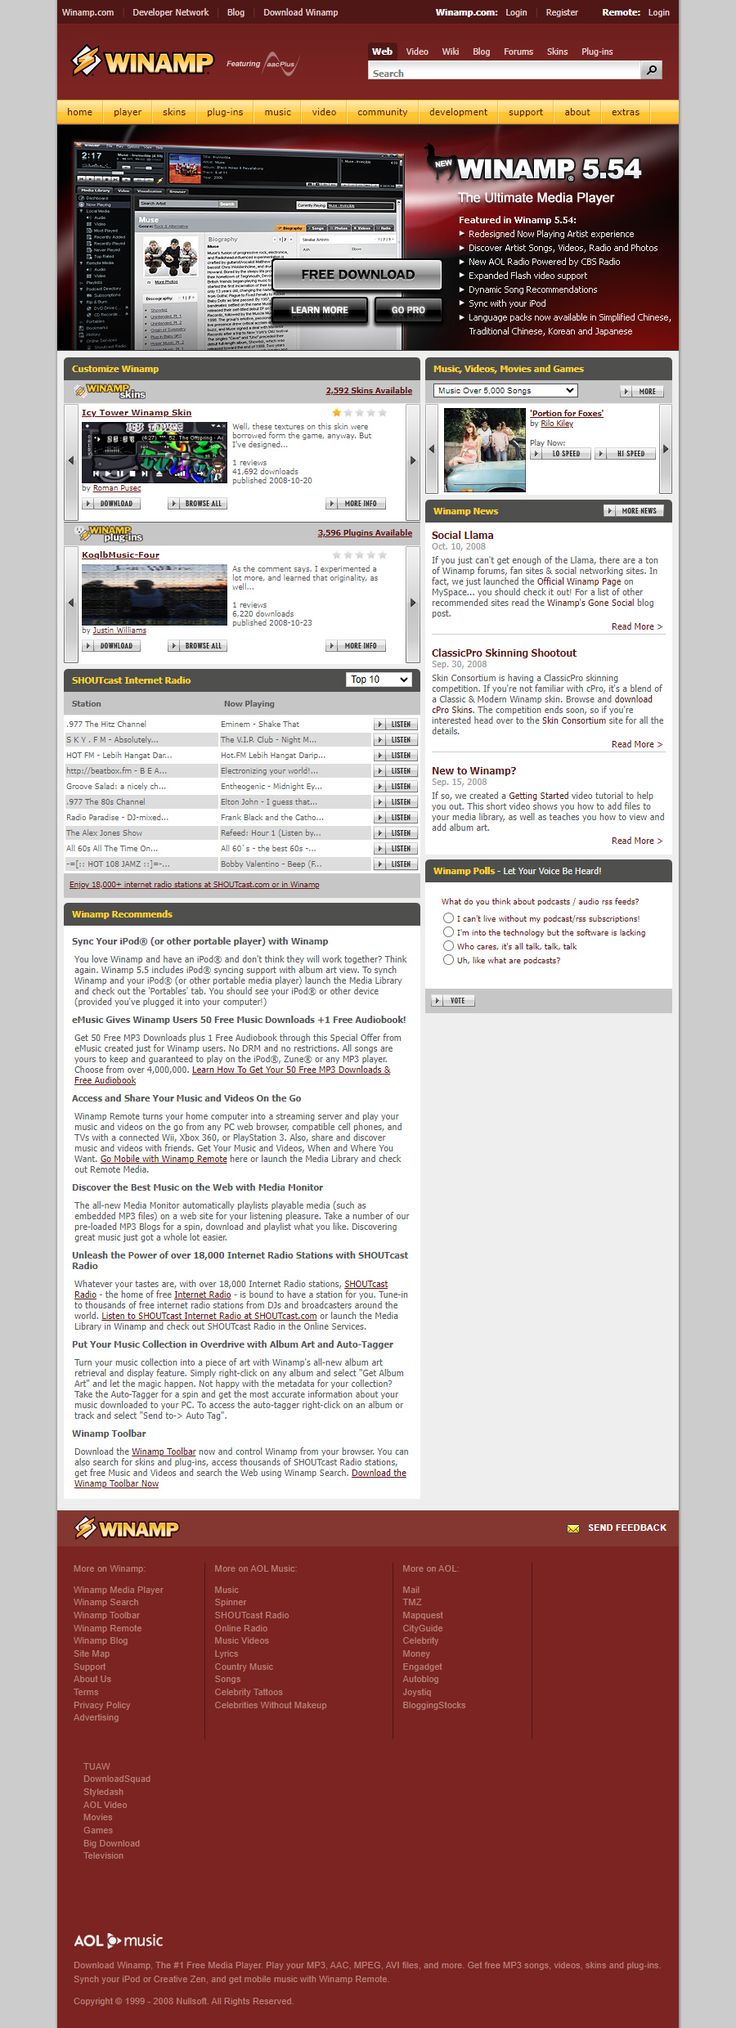 Winamp.com | Developer Network | Blog | Download Winamp
Winamp.com: Login | Register Remote: Login
WINAMP Featuring aacPlus
Web Video Wiki Blog Forums Skins Plug-ins
Search
home player skins plug-ins music video community development support about extras
NEW WINAMP 5.54
The Ultimate Media Player
Featured in Winamp 5.54:
Redesigned Now Playing Artist experience
Discover Artist Songs, Videos, Radio and Photos
New AOL Radio Powered by CBS Radio
Expanded Flash video support
Dynamic Song Recommendations
Sync with your iPod
Language packs now available in Simplified Chinese,
Traditional Chinese, Korean and Japanese
2:17
Muse
Biography
Discography
FREE DOWNLOAD
LEARN MORE GO PRO
Customize Winamp
WINAMP skins 2,592 Skins Available
Icy Tower Winamp Skin
Well, these textures on this skin were
borrowed form the game, anyway. But
I've designed...
1 reviews
41,692 downloads
published 2008-10-20
by Roman Pusec
DOWNLOAD BROWSE ALL MORE INFO
WINAMP plug-ins 3,596 Plugins Available
KoqlbMusic-Four
As the comment says, I experimented a
lot more, and learned that originality, as
well...
1 reviews
6,220 downloads
published 2008-10-23
by Justin Williams
DOWNLOAD BROWSE ALL MORE INFO
SHOUTcast Internet Radio Top 10
Station Now Playing
.977 The Hitz Channel Eminem - Shake That LISTEN
S K Y . F M - Absolutely... The V.I.P. Club - Night M... LISTEN
HOT FM - Lebih Hangat Dar... Hot.FM Lebih Hangat Darip... LISTEN
http://beatbox.fm - B E A... Electronizing your world!... LISTEN
Groove Salad: a nicely ch... Entheogenic - Midnight Ey... LISTEN
.977 The 80s Channel Elton John - I guess that... LISTEN
Radio Paradise - DJ-mixed... Frank Black and the Catho... LISTEN
The Alex Jones Show Refeed: Hour 1 (Listen by... LISTEN
All 60s All The Time On... All 60`s - the best 60s -... LISTEN
-=[:: HOT 108 JAMZ ::]=-... Bobby Valentino - Beep (F... LISTEN
Enjoy 18,000+ internet radio stations at SHOUTcast.com or in Winamp
Winamp Recommends
Sync Your iPod® (or other portable player) with Winamp
You love Winamp and have an iPod® and don't think they will work together? Think
again. Winamp 5.5 includes iPod® syncing support with album art view. To synch
Winamp and your iPod® (or other portable media player) launch the Media Library
and check out the 'Portables' tab. You should see your iPod® or other device
(provided you've plugged it into your computer!)
eMusic Gives Winamp Users 50 Free Music Downloads +1 Free Audiobook!
Get 50 Free MP3 Downloads plus 1 Free Audiobook through this Special Offer from
eMusic created just for Winamp users. No DRM and no restrictions. All songs are
yours to keep and guaranteed to play on the iPod®, Zune® or any MP3 player.
Choose from over 4,000,000. Learn How To Get Your 50 Free MP3 Downloads &
Free Audiobook
Access and Share Your Music and Videos On the Go
Winamp Remote turns your home computer into a streaming server and play your
music and videos on the go from any PC web browser, compatible cell phones, and
TVs with a connected Wii, Xbox 360, or PlayStation 3. Also, share and discover
music and videos with friends. Get Your Music and Videos, When and Where You
Want. Go Mobile with Winamp Remote here or launch the Media Library and check
out Remote Media.
Discover the Best Music on the Web with Media Monitor
The all-new Media Monitor automatically playlists playable media (such as
embedded MP3 files) on a web site for your listening pleasure. Take a number of our
pre-loaded MP3 Blogs for a spin, download and playlist what you like. Discovering
great music just got a whole lot easier.
Unleash the Power of over 18,000 Internet Radio Stations with SHOUTcast
Radio
Whatever your tastes are, with over 18,000 Internet Radio stations, SHOUTcast
Radio - the home of free Internet Radio - is bound to have a station for you. Tune-in
to thousands of free internet radio stations from DJs and broadcasters around the
world. Listen to SHOUTcast Internet Radio at SHOUTcast.com or launch the Media
Library in Winamp and check out SHOUTcast Radio in the Online Services.
Put Your Music Collection in Overdrive with Album Art and Auto-Tagger
Turn your music collection into a piece of art with Winamp's all-new album art
retrieval and display feature. Simply right-click on any album and select "Get Album
Art" and let the magic happen. Not happy with the metadata for your collection?
Take the Auto-Tagger for a spin and get the most accurate information about your
music downloaded to your PC. To access the auto-tagger right-click on an album or
track and select "Send to-> Auto Tag".
Winamp Toolbar
Download the Winamp Toolbar now and control Winamp from your browser. You can
also search for skins and plug-ins, access thousands of SHOUTcast Radio stations,
get free Music and Videos and search the Web using Winamp Search. Download the
Winamp Toolbar Now
Music, Videos, Movies and Games
Music Over 5,000 Songs MORE
'Portion for Foxes'
by Rilo Kiley
Play Now:
LO SPEED HI SPEED
Winamp News MORE NEWS
Social Llama
Oct. 10, 2008
If you just can't get enough of the Llama, there are a ton
of Winamp forums, fan sites & social networking sites. In
fact, we just launched the Official Winamp Page on
MySpace... you should check it out! For a list of other
recommended sites read the Winamp's Gone Social blog
post.
Read More >
ClassicPro Skinning Shootout
Sep. 30, 2008
Skin Consortium is having a ClassicPro skinning
competition. If you're not familiar with cPro, it's a blend of
a Classic & Modern Winamp skin. Browse and download
cPro Skins. The competition ends soon, so if you're
interested head over to the Skin Consortium site for all the
details.
Read More >
New to Winamp?
Sep. 15, 2008
If so, we created a Getting Started video tutorial to help
you out. This short video shows you how to add files to
your media library, as well as teaches you how to view and
add album art.
Read More >
Winamp Polls - Let Your Voice Be Heard!
What do you think about podcasts / audio rss feeds?
I can't live without my podcast/rss subscriptions!
I'm into the technology but the software is lacking
Who cares, it's all talk, talk, talk
Uh, like what are podcasts?
VOTE
WINAMP SEND FEEDBACK
More on Winamp:
Winamp Media Player
Winamp Search
Winamp Toolbar
Winamp Remote
Winamp Blog
Site Map
Support
About Us
Terms
Privacy Policy
Advertising
More on AOL Music:
Music
Spinner
SHOUTcast Radio
Online Radio
Music Videos
Lyrics
Country Music
Songs
Celebrity Tattoos
Celebrities Without Makeup
More on AOL:
Mail
TMZ
Mapquest
CityGuide
Celebrity
Money
Engadget
Autoblog
Joystiq
BloggingStocks
TUAW
DownloadSquad
Styledash
AOL Video
Movies
Games
Big Download
Television
AOL music
Download Winamp, The #1 Free Media Player. Play your MP3, AAC, MPEG, AVI files, and more. Get free MP3 songs, videos, skins and plug-ins.
Synch your iPod or Creative Zen, and get mobile music with Winamp Remote.
Copyright © 1999 - 2008 Nullsoft. All Rights Reserved.